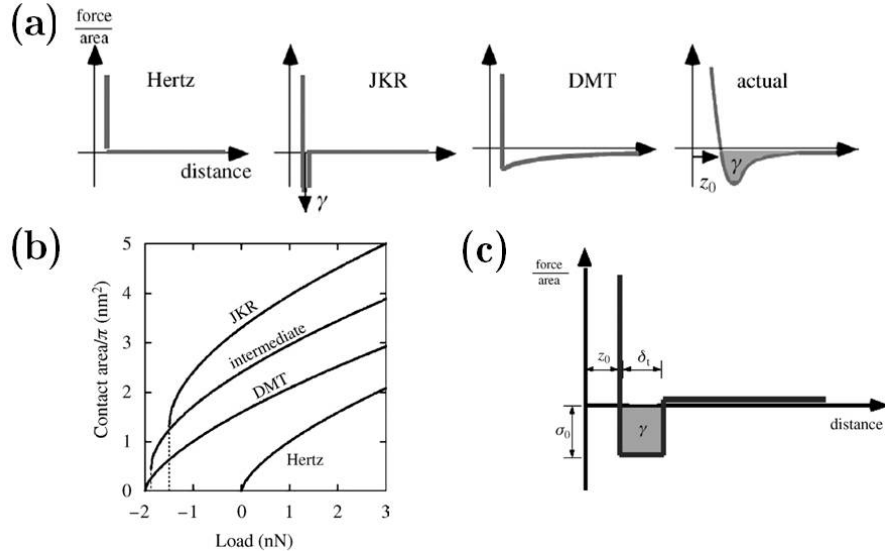 (a)
force
area
Hertz
distance
JKR
γ
DMT
actual
γ
z₀
(b)
5
4
3
2
1
0
Contact area/π (nm²)
JKR
intermediate
DMT
Hertz
−2 −1 0 1 2 3
Load (nN)
(c)
force
area
z₀ δₜ
distance
σ₀
γ